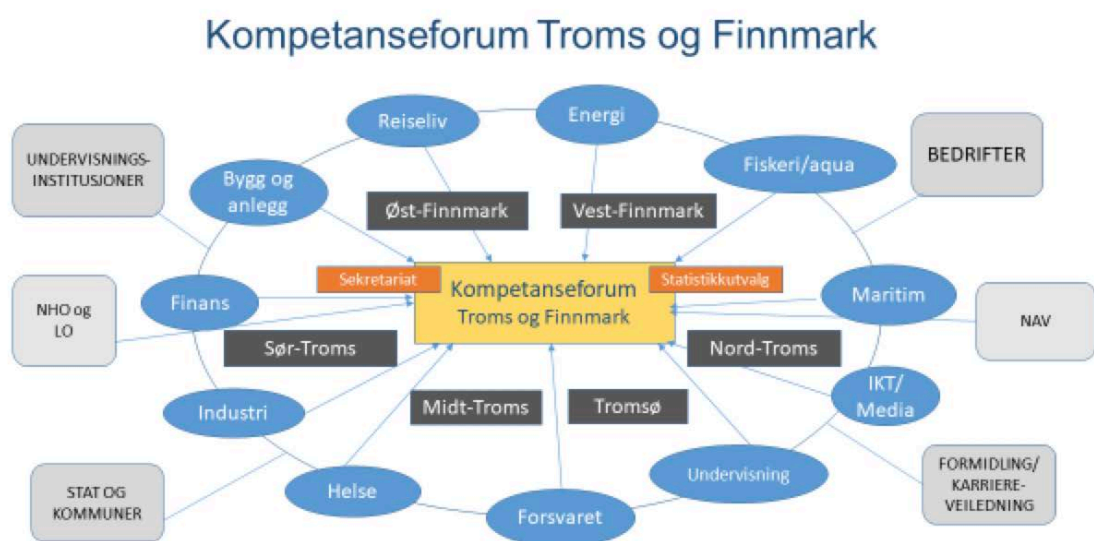 Kompetanseforum Troms og Finnmark
Energi
Reiseliv
UNDERVISNINGS-
INSTITUSJONER
BEDRIFTER
Fiskeri/aqua
Bygg og
anlegg
Øst-Finnmark
Vest-Finnmark
Sekretariat
Statistikkutvalg
Kompetanseforum
Troms og Finnmark
Finans
Maritim
NHO og
LO
NAV
Sør-Troms
Nord-Troms
IKT/
Media
Industri
Midt-Troms
Tromsø
Undervisning
FORMIDLING/
KARRIERE-
VEILEDNING
STAT OG
KOMMUNER
Helse
Forsvaret